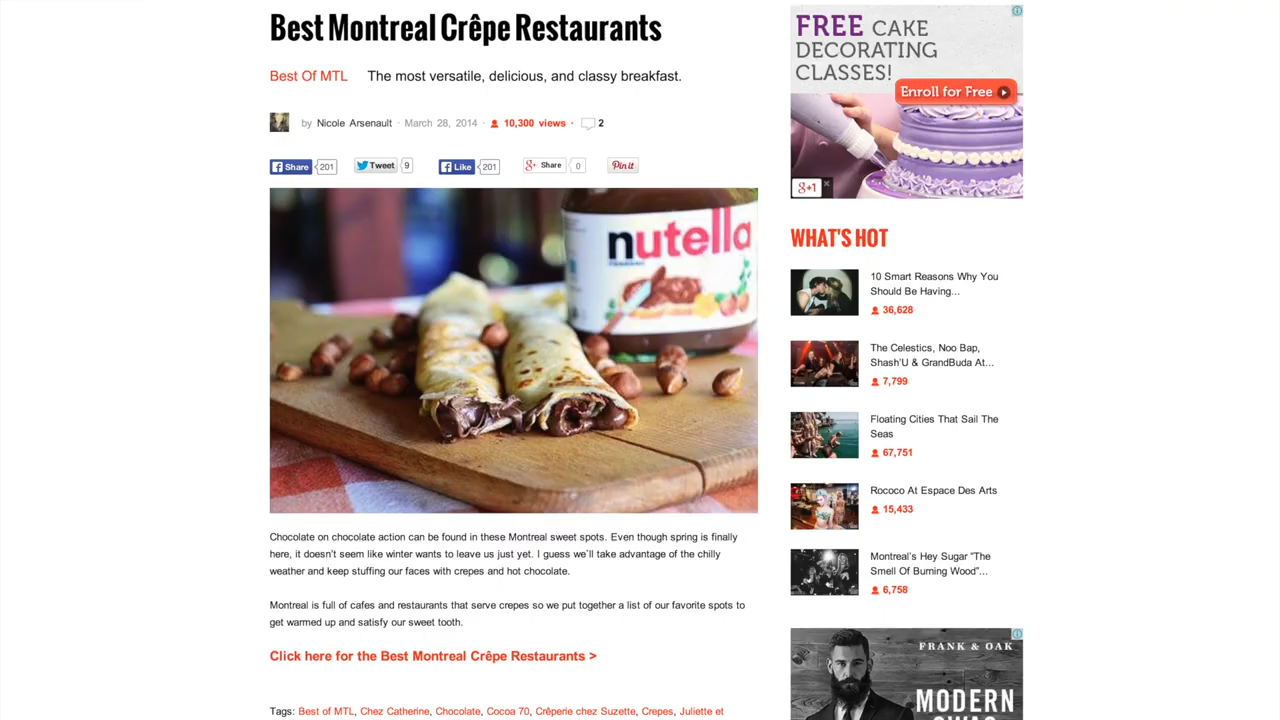 Best Montreal Crêpe Restaurants
Best Of MTL The most versatile, delicious, and classy breakfast.
by Nicole Arsenault · March 28, 2014 · 10,300 views · 2
Share 201 Tweet 9 Like 201 Share 0 Pin it
nutella
Chocolate on chocolate action can be found in these Montreal sweet spots. Even though spring is finally
here, it doesn't seem like winter wants to leave us just yet. I guess we`ll take advantage of the chilly
weather and keep stuffing our faces with crepes and hot chocolate.
Montreal is full of cafes and restaurants that serve crepes so we put together a list of our favorite spots to
get warmed up and satisfy our sweet tooth.
Click here for the Best Montreal Crêpe Restaurants >
Tags: Best of MTL, Chez Catherine, Chocolate, Cocoa 70, Crêperie chez Suzette, Crepes, Juliette et
FREE CAKE
DECORATING
CLASSES!
Enroll for Free
g+1
WHAT'S HOT
10 Smart Reasons Why You
Should Be Having...
36,628
The Celestics, Noo Bap,
Shash'U & GrandBuda At...
7,799
Floating Cities That Sail The
Seas
67,751
Rococo At Espace Des Arts
15,433
Montreal's Hey Sugar "The
Smell Of Burning Wood"...
6,758
FRANK & OAK
MODERN